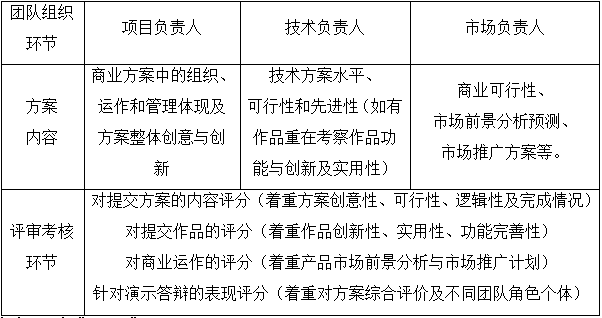 团队组织
环节
项目负责人
技术负责人
市场负责人
方案
内容
商业方案中的组织、
运作和管理体现及
方案整体创意与创
新
技术方案水平、
可行性和先进性（如有
作品重在考察作品功
能与创新及实用性）
商业可行性、
市场前景分析预测、
市场推广方案等。
评审考核
环节
对提交方案的内容评分（着重方案创意性、可行性、逻辑性及完成情况）
对提交作品的评分（着重作品创新性、实用性、功能完善性）
对商业运作的评分（着重产品市场前景分析与市场推广计划）
针对演示答辩的表现评分（着重对方案综合评价及不同团队角色个体）